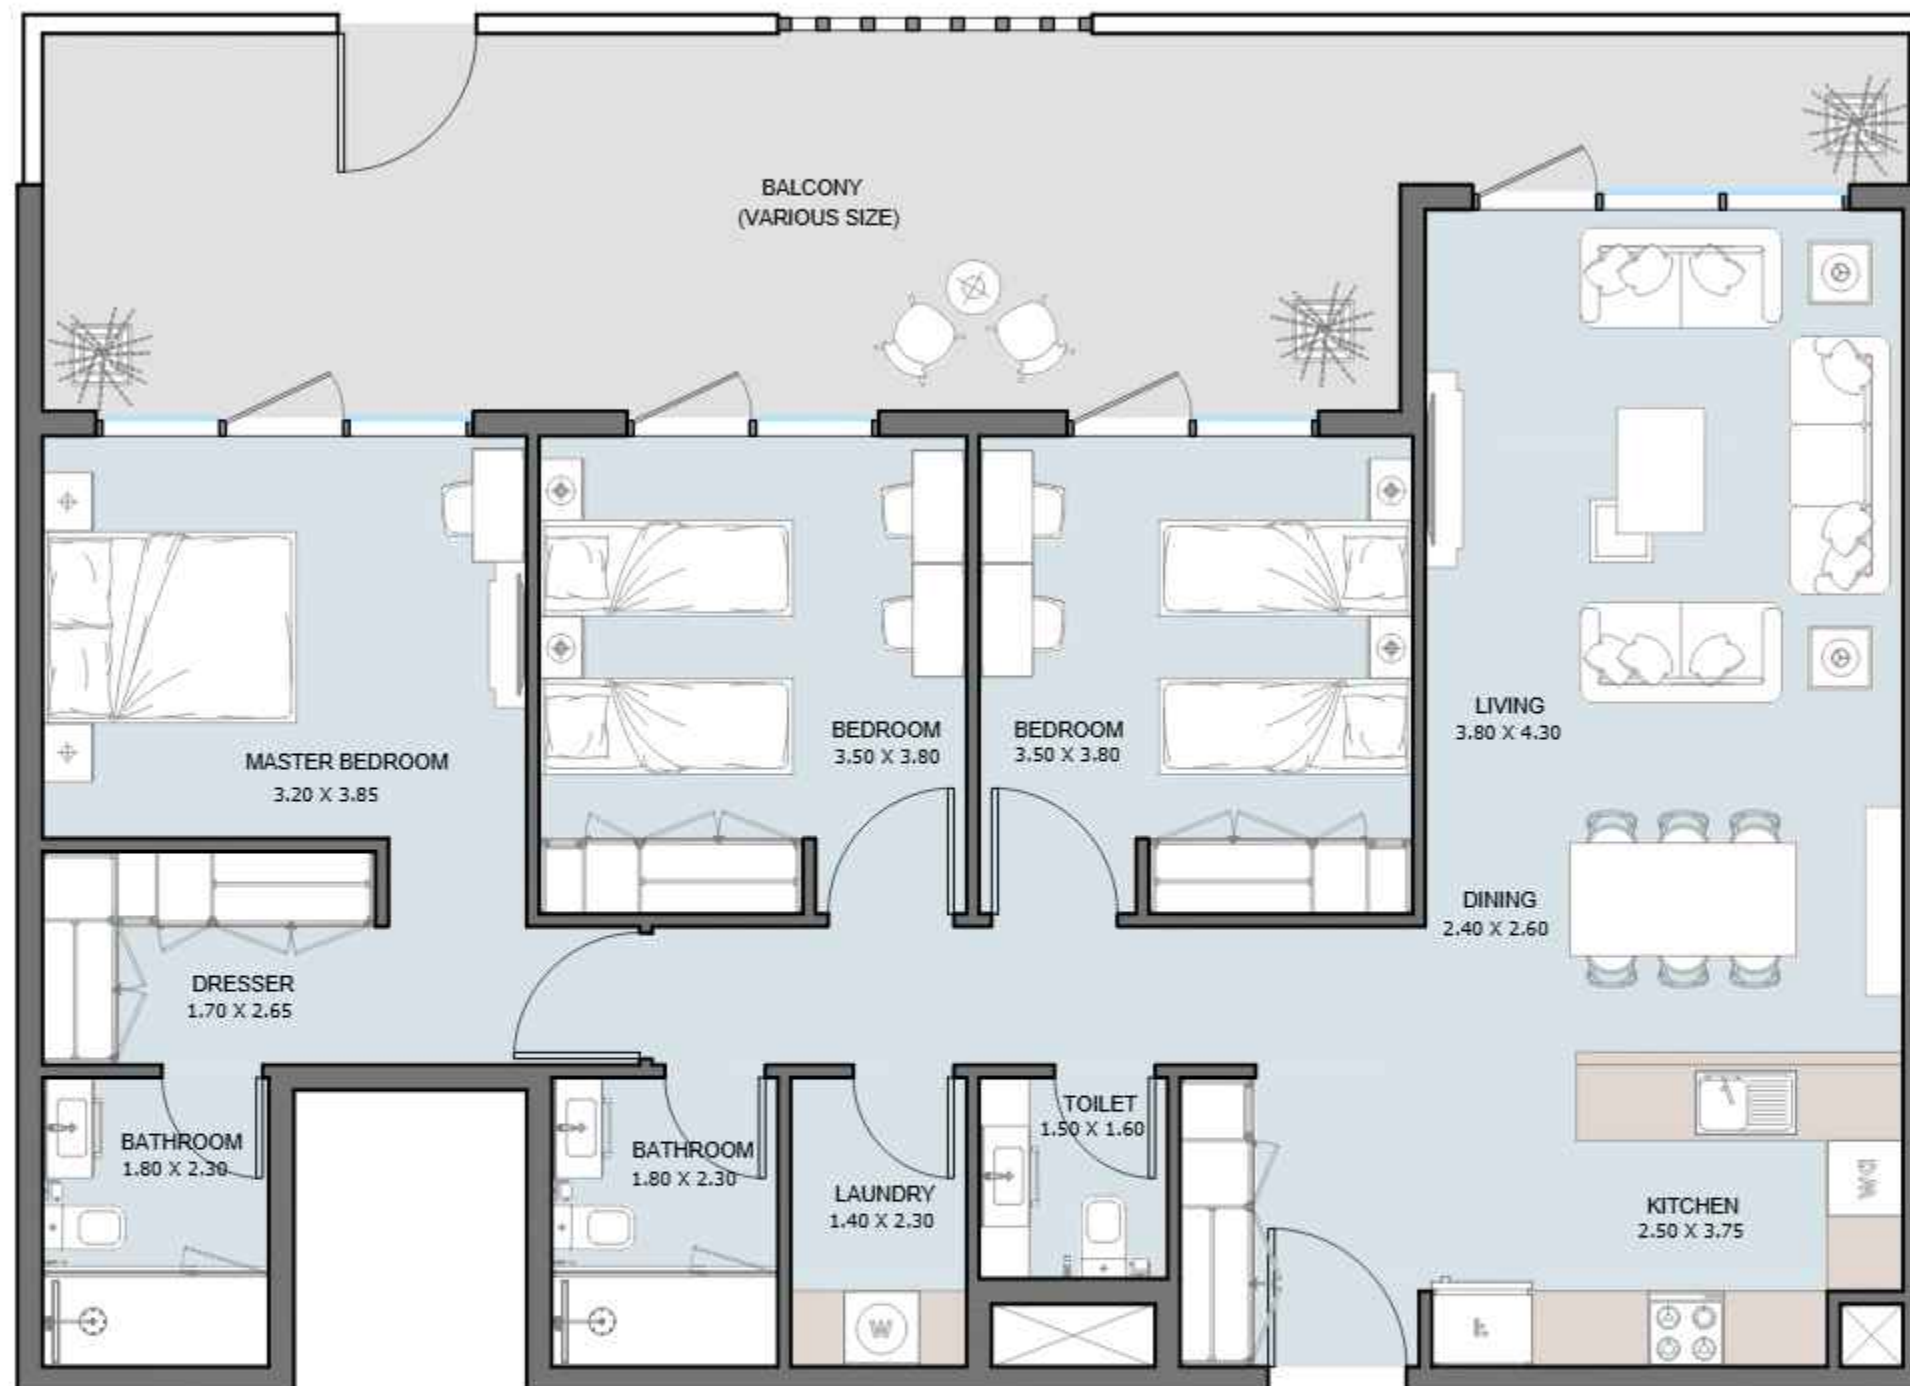 BALCONY
(VARIOUS SIZE)
MASTER BEDROOM
3.20 X 3.85
BEDROOM
3.50 X 3.80
BEDROOM
3.50 X 3.80
LIVING
3.80 X 4.30
DINING
2.40 X 2.60
DRESSER
1.70 X 2.65
BATHROOM
1.80 X 2.30
BATHROOM
1.80 X 2.30
LAUNDRY
1.40 X 2.30
TOILET
1.50 X 1.60
KITCHEN
2.50 X 3.75
W
F